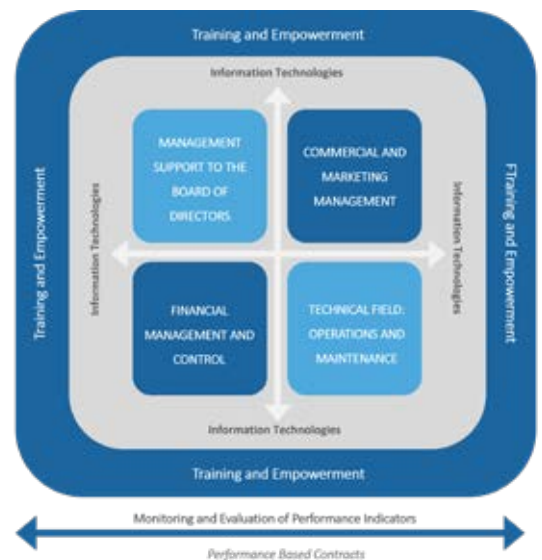 Training and Empowerment
Information Technologies
MANAGEMENT
SUPPORT TO THE
BOARD OF
DIRECTORS
COMMERCIAL AND
MARKETING
MANAGEMENT
Training and Empowerment
Information Technologies
Information Technologies
FTraining and Empowerment
FINANCIAL
MANAGEMENT AND
CONTROL
TECHNICAL FIELD:
OPERATIONS AND
MAINTENANCE
Information Technologies
Training and Empowerment
Monitoring and Evaluation of Performance Indicators
Performance Based Contracts